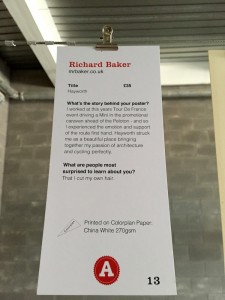 Richard Baker
mrbaker.co.uk
Title £35
Hayworth
What's the story behind your poster?
I worked at this years Tour De France
event driving a Mini in the promotional
caravan ahead of the Peloton - and so
I experienced the emotion and support
of the route first hand. Hayworth struck
me as a beautiful place bringing
together my passion of architecture
and cycling perfectly.
What are people most
surprised to learn about you?
That I cut my own hair.
Printed on Colorplan Paper:
China White 270gsm
A
13